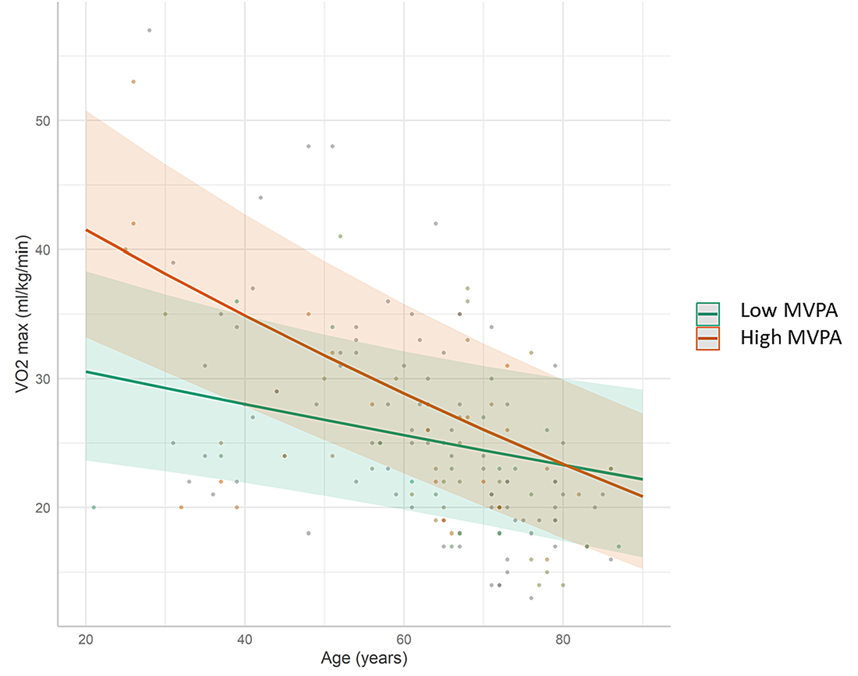 50
40
30
20
VO2 max (ml/kg/min)
20 40 60 80
Age (years)
Low MVPA
High MVPA